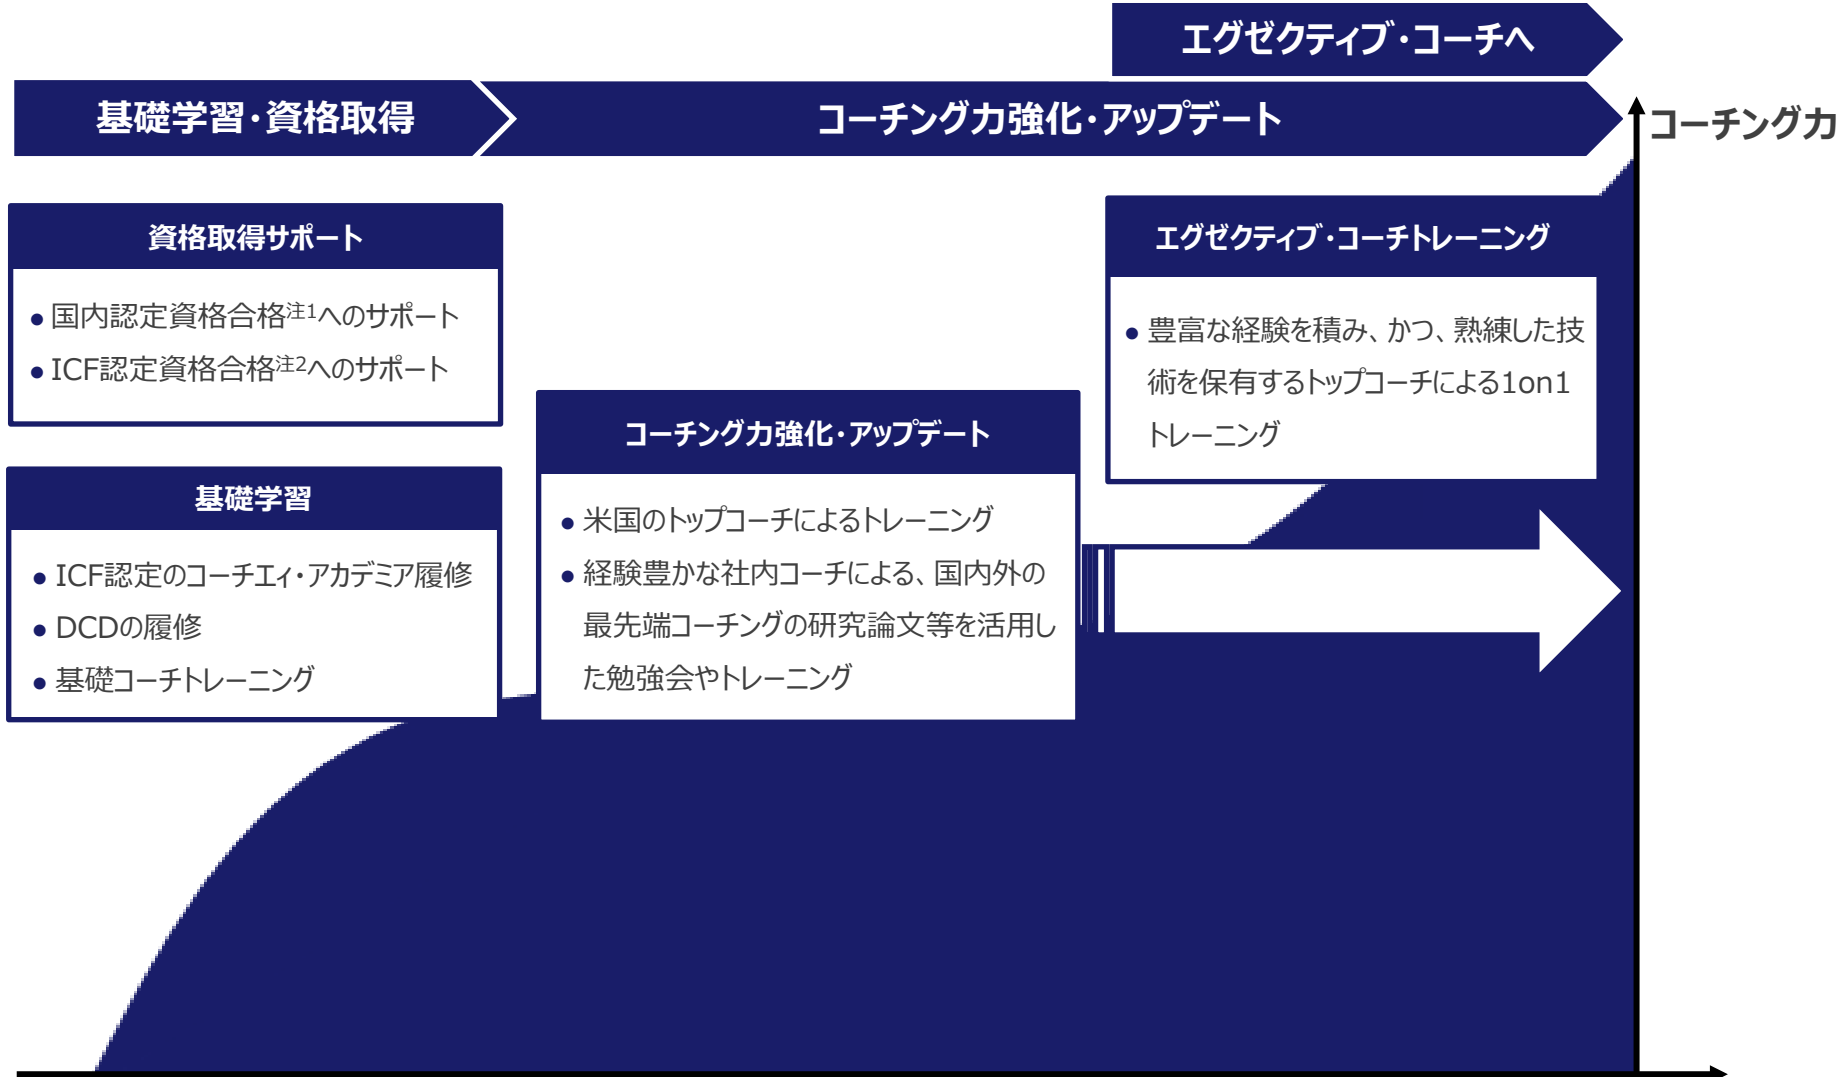 エグゼクティブ・コーチへ
基礎学習・資格取得
コーチング力強化・アップデート
コーチング力
資格取得サポート
● 国内認定資格合格注1へのサポート
● ICF認定資格合格注2へのサポート
基礎学習
● ICF認定のコーチエィ・アカデミア履修
● DCDの履修
● 基礎コーチトレーニング
コーチング力強化・アップデート
● 米国のトップコーチによるトレーニング
● 経験豊かな社内コーチによる、国内外の
最先端コーチングの研究論文等を活用し
た勉強会やトレーニング
エグゼクティブ・コーチトレーニング
● 豊富な経験を積み、かつ、熟練した技
術を保有するトップコーチによる1on1
トレーニング